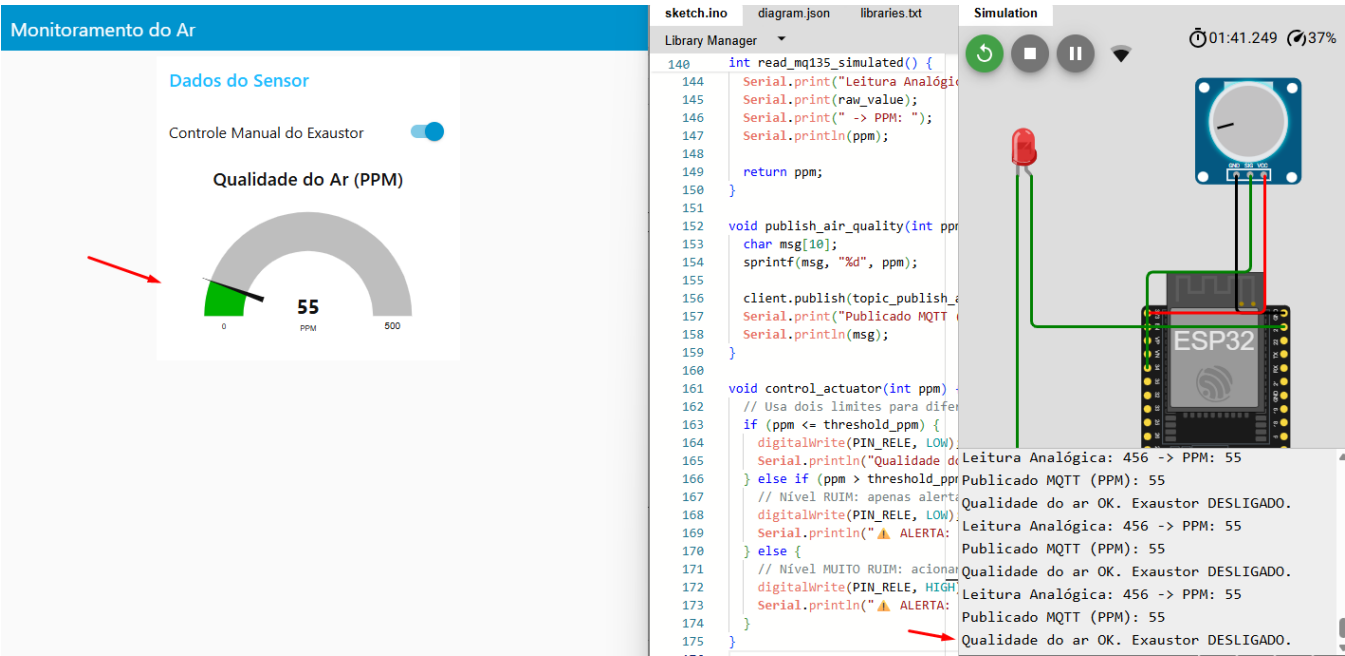 Monitoramento do Ar
Dados do Sensor
Controle Manual do Exaustor
Qualidade do Ar (PPM)
55
0
PPM
500
sketch.ino
diagram.json
libraries.txt
Library Manager
140 int read_mq135_simulated() {
144 Serial.print("Leitura Analógic
145 Serial.print(raw_value);
146 Serial.print(" -> PPM: ");
147 Serial.println(ppm);
148
149 return ppm;
150 }
151
152 void publish_air_quality(int ppm
153 char msg[10];
154 sprintf(msg, "%d", ppm);
155
156 client.publish(topic_publish_a
157 Serial.print("Publicado MQTT (
158 Serial.println(msg);
159 }
160
161 void control_actuator(int ppm)
162 // Usa dois limites para difer
163 if (ppm <= threshold_ppm) {
164 digitalWrite(PIN_RELE, LOW)
165 Serial.println("Qualidade do
166 } else if (ppm > threshold_ppm
167 // Nível RUIM: apenas alerta
168 digitalWrite(PIN_RELE, LOW)
169 Serial.println("⚠ ALERTA:
170 } else {
171 // Nível MUITO RUIM: acionar
172 digitalWrite(PIN_RELE, HIGH
173 Serial.println("⚠ ALERTA:
174 }
175 }
Simulation
01:41.249 37%
GND SIG VCC
ESP32
Leitura Analógica: 456 -> PPM: 55
Publicado MQTT (PPM): 55
Qualidade do ar OK. Exaustor DESLIGADO.
Leitura Analógica: 456 -> PPM: 55
Publicado MQTT (PPM): 55
Qualidade do ar OK. Exaustor DESLIGADO.
Leitura Analógica: 456 -> PPM: 55
Publicado MQTT (PPM): 55
Qualidade do ar OK. Exaustor DESLIGADO.